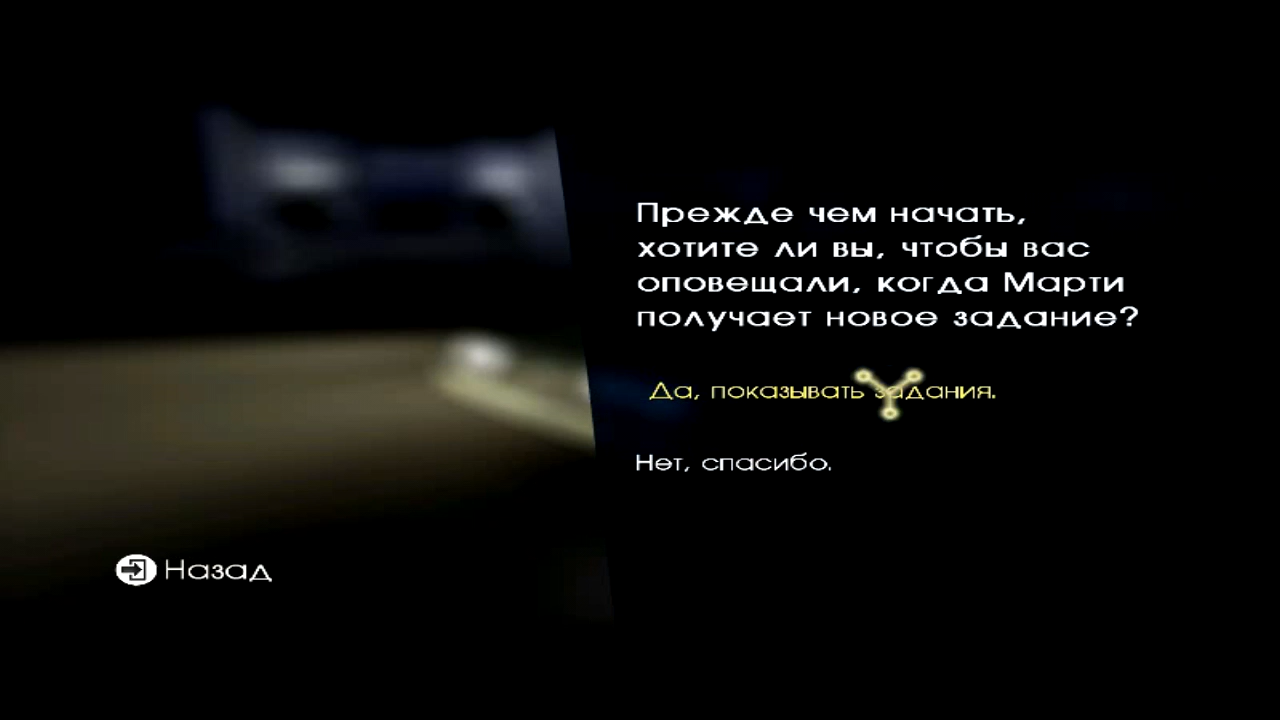 Прежде чем начать,
хотите ли вы, чтобы вас
оповещали, когда Марти
получает новое задание?
Да, показывать задания.
Нет, спасибо.
Назад